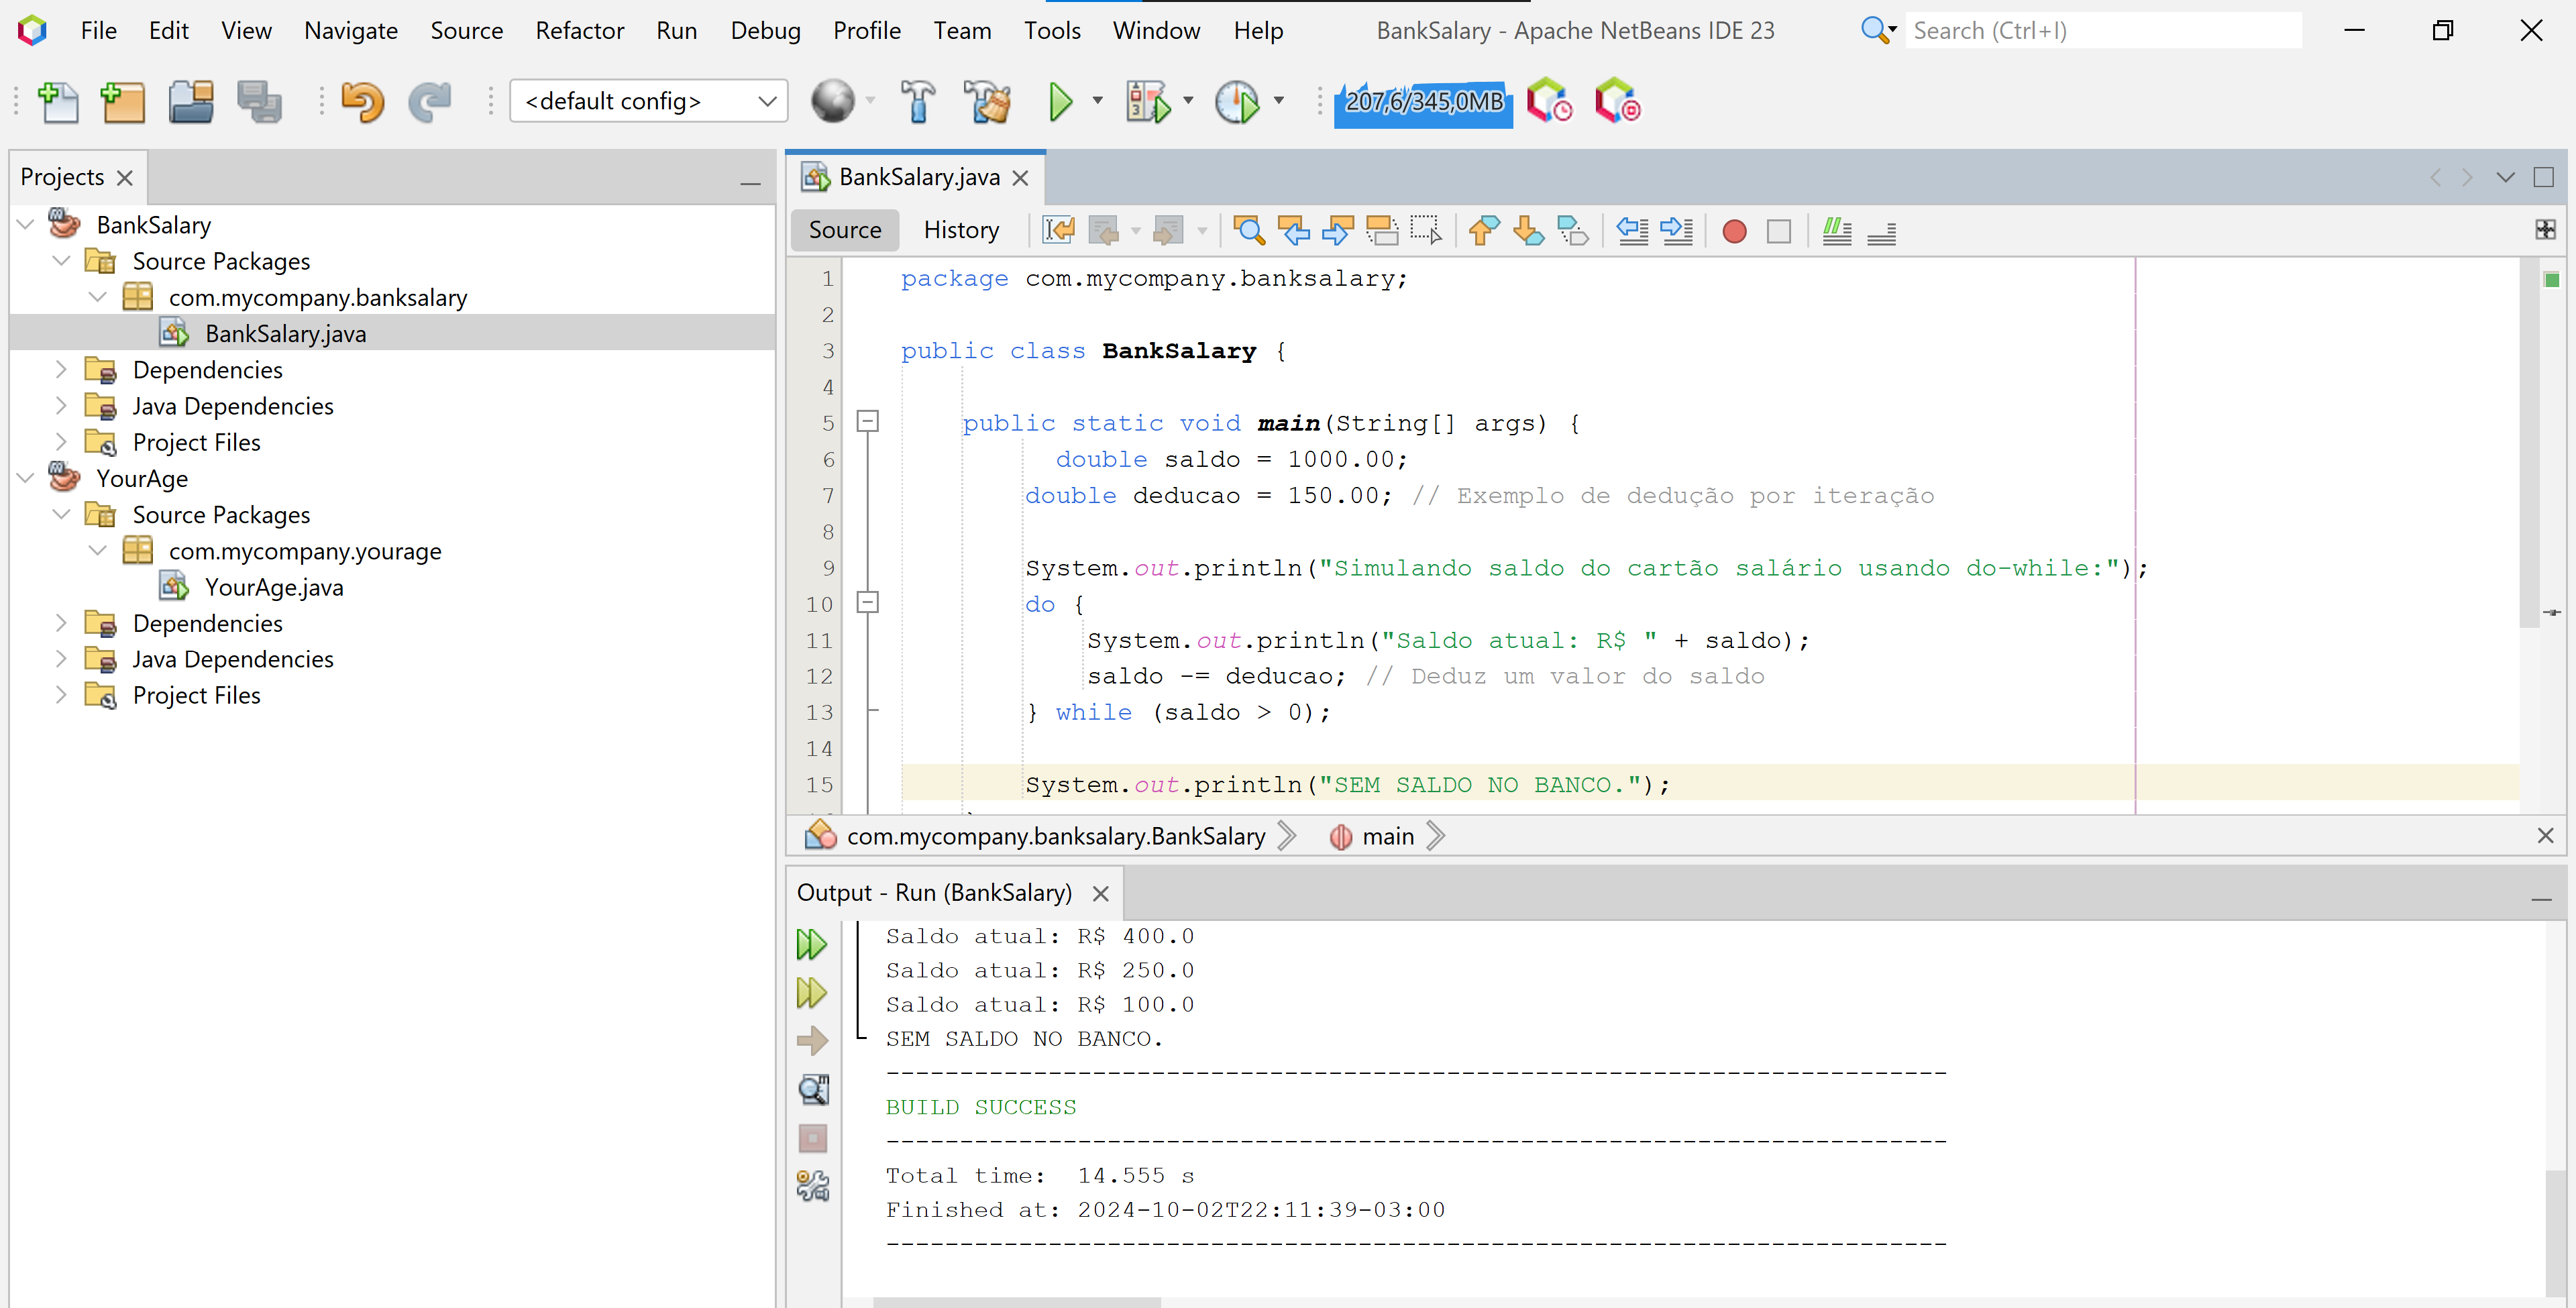 File Edit View Navigate Source Refactor Run Debug Profile Team Tools Window Help BankSalary - Apache NetBeans IDE 23 Search (Ctrl+I)
<default config> 207,6/345,0MB
Projects
BankSalary
Source Packages
com.mycompany.banksalary
BankSalary.java
Dependencies
Java Dependencies
Project Files
YourAge
Source Packages
com.mycompany.yourage
YourAge.java
Dependencies
Java Dependencies
Project Files
BankSalary.java
Source History
1 package com.mycompany.banksalary;
2
3 public class BankSalary {
4
5 public static void main(String[] args) {
6 double saldo = 1000.00;
7 double deducao = 150.00; // Exemplo de dedução por iteração
8
9 System.out.println("Simulando saldo do cartão salário usando do-while:");
10 do {
11 System.out.println("Saldo atual: R$ " + saldo);
12 saldo -= deducao; // Deduz um valor do saldo
13 } while (saldo > 0);
14
15 System.out.println("SEM SALDO NO BANCO.");
com.mycompany.banksalary.BankSalary main
Output - Run (BankSalary)
Saldo atual: R$ 400.0
Saldo atual: R$ 250.0
Saldo atual: R$ 100.0
SEM SALDO NO BANCO.
------------------------------------------------------------------------
BUILD SUCCESS
------------------------------------------------------------------------
Total time:  14.555 s
Finished at: 2024-10-02T22:11:39-03:00
------------------------------------------------------------------------